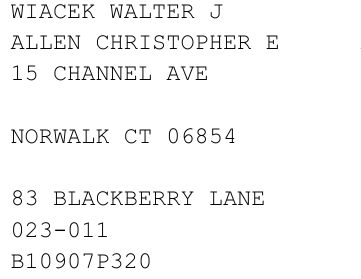 WIACEK WALTER J
ALLEN CHRISTOPHER E
15 CHANNEL AVE
NORWALK CT 06854
83 BLACKBERRY LANE
023-011
B10907P320